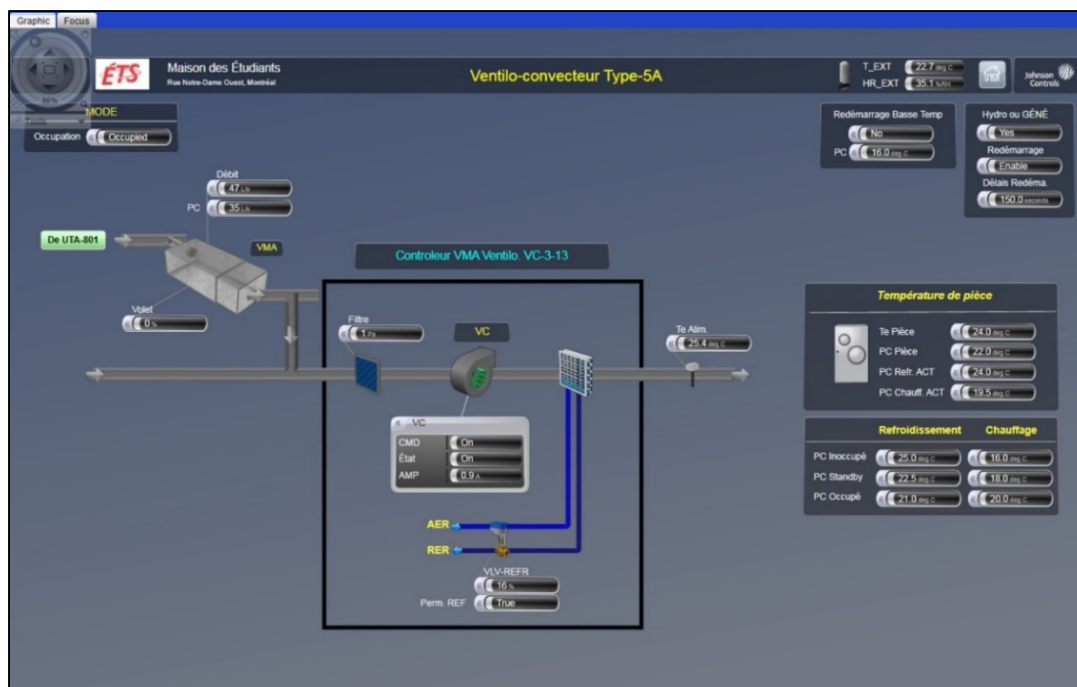 Graphic Focus
ÉTS
Maison des Étudiants
Rue Notre-Dame Ouest, Montréal
Ventilo-convecteur Type-5A
T_EXT 22.7 deg C
HR_EXT 35.1 %RH
Johnson Controls
86%
Tools
MODE
Occupation Occupied
Redémarrage Basse Temp
No
PC 16.0 deg C
Hydro ou GÉNÉ
Yes
Redémarrage
Enable
Délais Redéma.
150.0 seconds
Débit
47 L/s
PC 35 L/s
De UTA-801
VMA
Volet
0 %
Controleur VMA Ventilo. VC-3-13
Filtre
1 Pa
VC
Te Alim.
25.4 deg C
VC
CMD On
État On
AMP 0.9 A
AER
RER
VLV-REFR
16 %
Perm. REF True
Température de pièce
Te Pièce 24.0 deg C
PC Pièce 22.0 deg C
PC Refr. ACT 24.0 deg C
PC Chauff. ACT 19.5 deg C
Refroidissement Chauffage
PC Inoccupé 25.0 deg C 16.0 deg C
PC Standby 22.5 deg C 18.0 deg C
PC Occupé 21.0 deg C 20.0 deg C